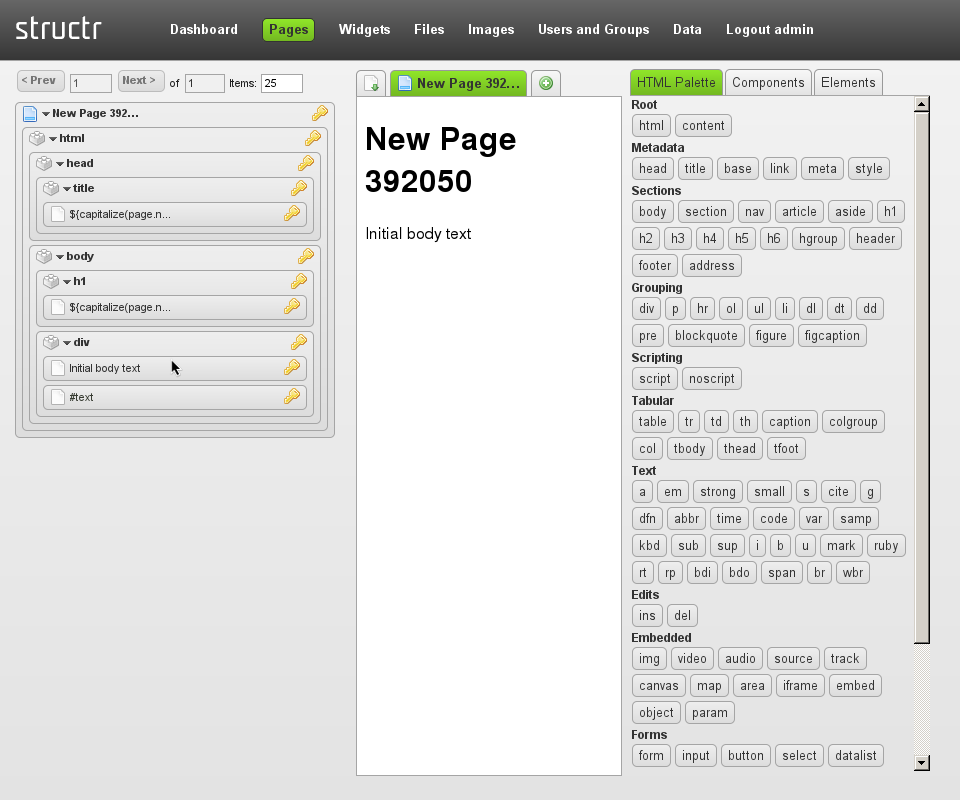 structr
Dashboard Pages Widgets Files Images Users and Groups Data Logout admin
< Prev 1 Next > of 1 Items: 25
New Page 392...
html
head
title
${capitalize(page.n...
body
h1
${capitalize(page.n...
div
Initial body text
#text
New Page 392...
New Page
392050
Initial body text
HTML Palette Components Elements
Root
html content
Metadata
head title base link meta style
Sections
body section nav article aside h1
h2 h3 h4 h5 h6 hgroup header
footer address
Grouping
div p hr ol ul li dl dt dd
pre blockquote figure figcaption
Scripting
script noscript
Tabular
table tr td th caption colgroup
col tbody thead tfoot
Text
a em strong small s cite g
dfn abbr time code var samp
kbd sub sup i b u mark ruby
rt rp bdi bdo span br wbr
Edits
ins del
Embedded
img video audio source track
canvas map area iframe embed
object param
Forms
form input button select datalist